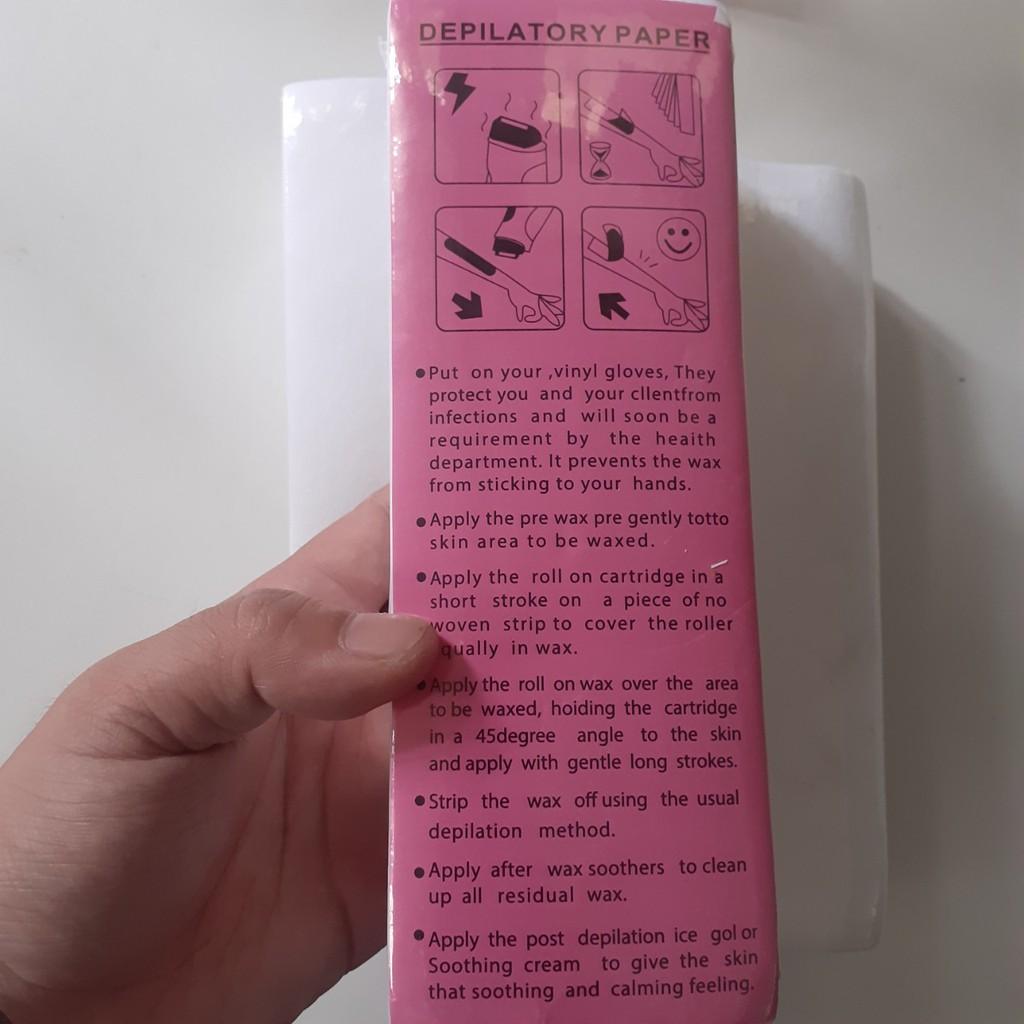 DEPILATORY PAPER
●Put on your ,vinyl gloves, They
protect you and your cllentfrom
infections and will soon be a
requirement by the heaith
department. It prevents the wax
from sticking to your hands.
●Apply the pre wax pre gently totto
skin area to be waxed.
●Apply the roll on cartridge in a
short stroke on a piece of no
woven strip to cover the roller
qually in wax.
●Apply the roll on wax over the area
to be waxed, hoiding the cartridge
in a 45degree angle to the skin
and apply with gentle long strokes.
●Strip the wax off using the usual
depilation method.
●Apply after wax soothers to clean
up all residual wax.
●Apply the post depilation ice gol or
Soothing cream to give the skin
that soothing and calming feeling.